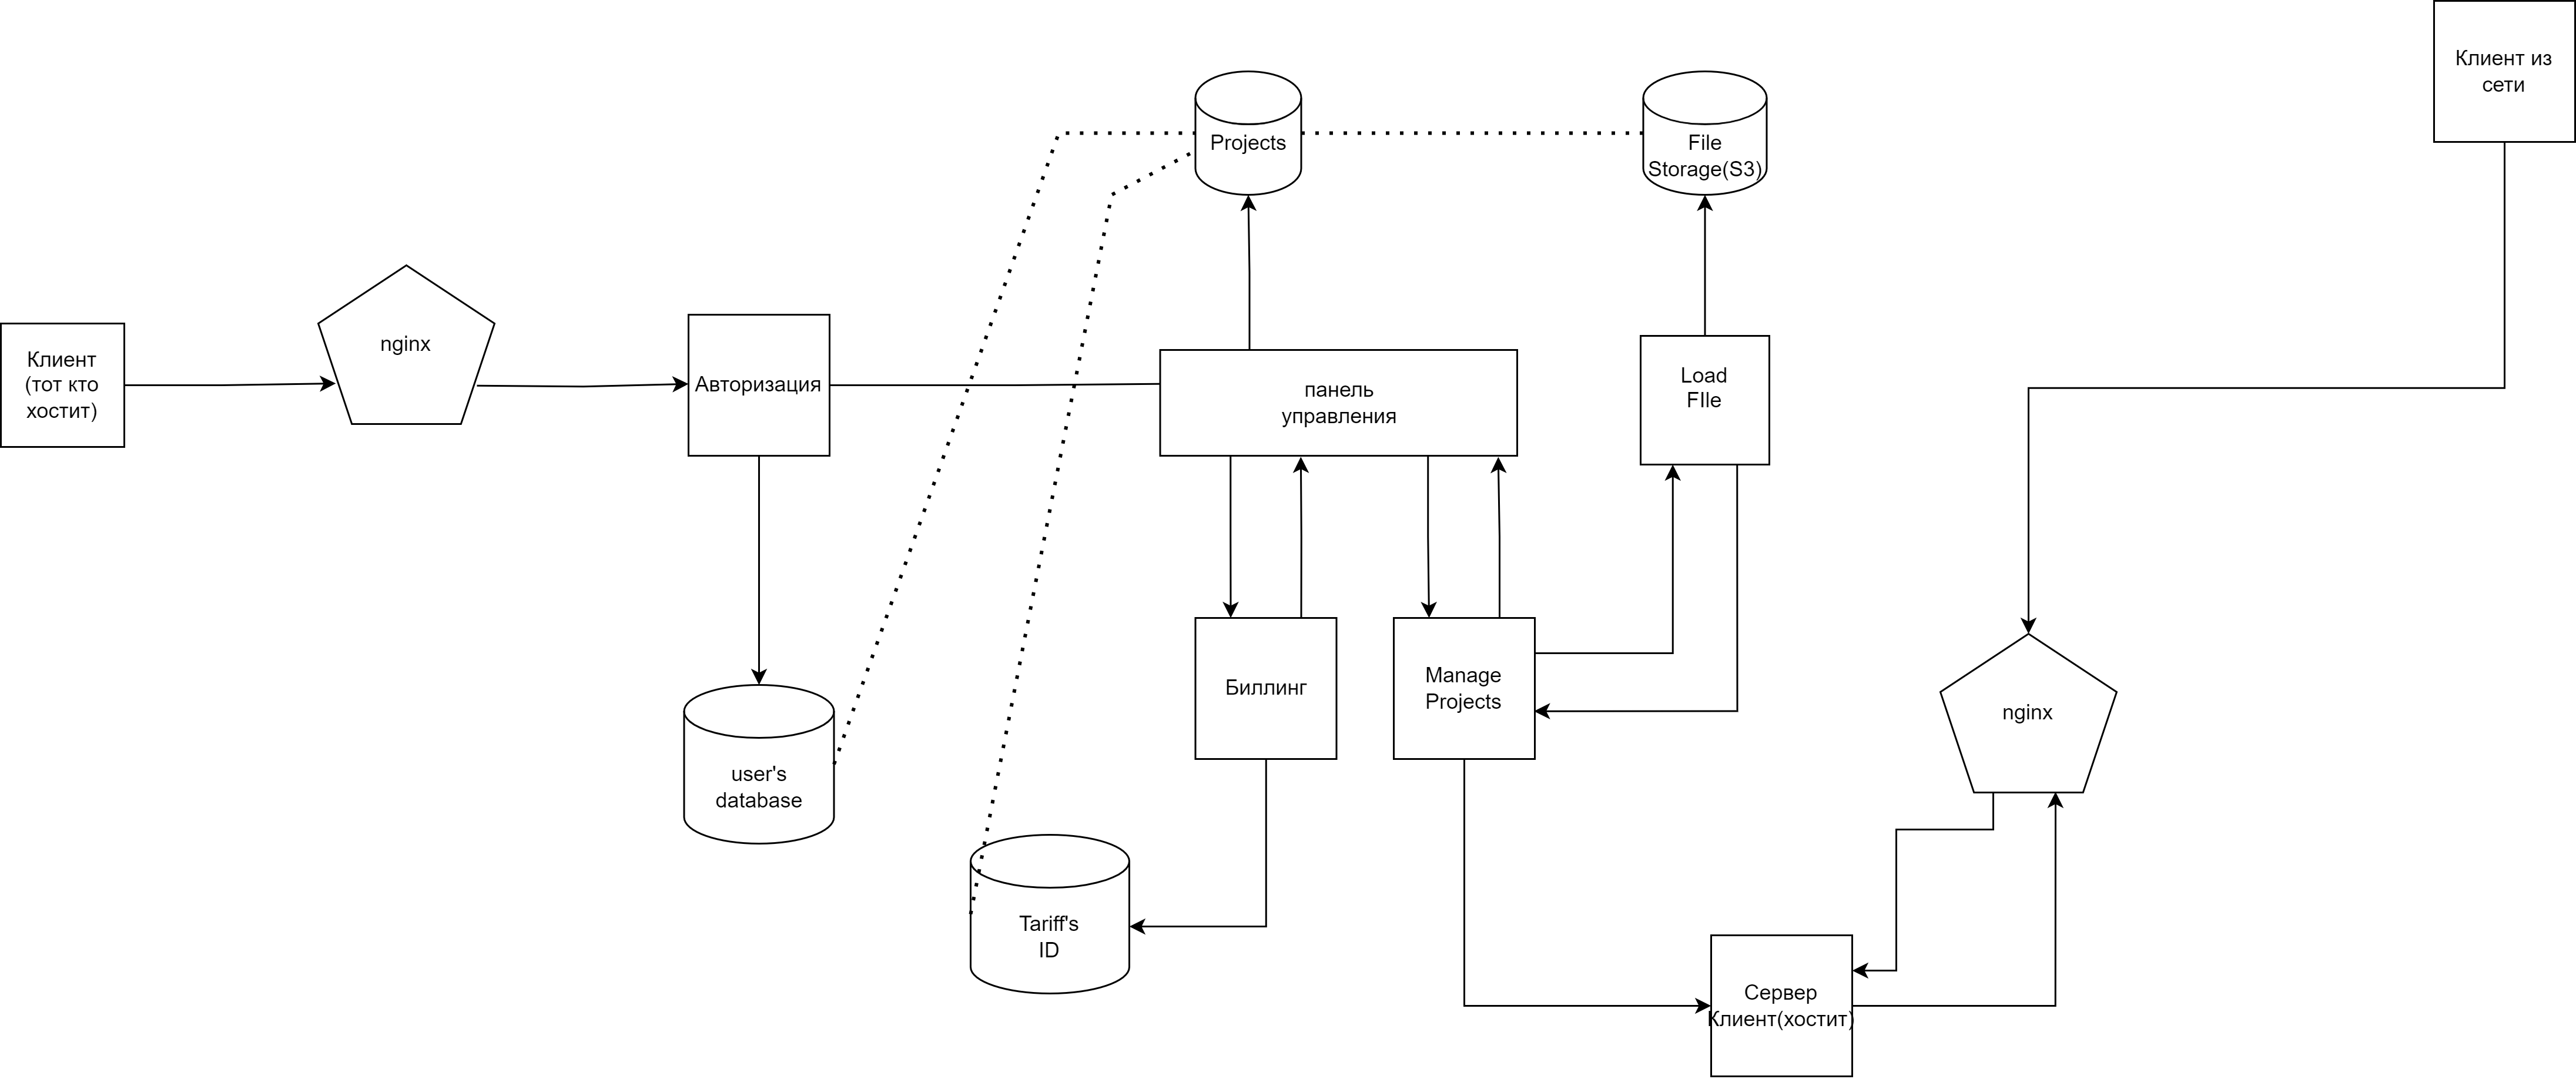 Клиент из
сети
Projects
File
Storage(S3)
Клиент
(тот кто
хостит)
nginx
Авторизация
панель
управления
Load
FIle
user's
database
Биллинг
Manage
Projects
nginx
Tariff's
ID
Сервер
Клиент(хостит)